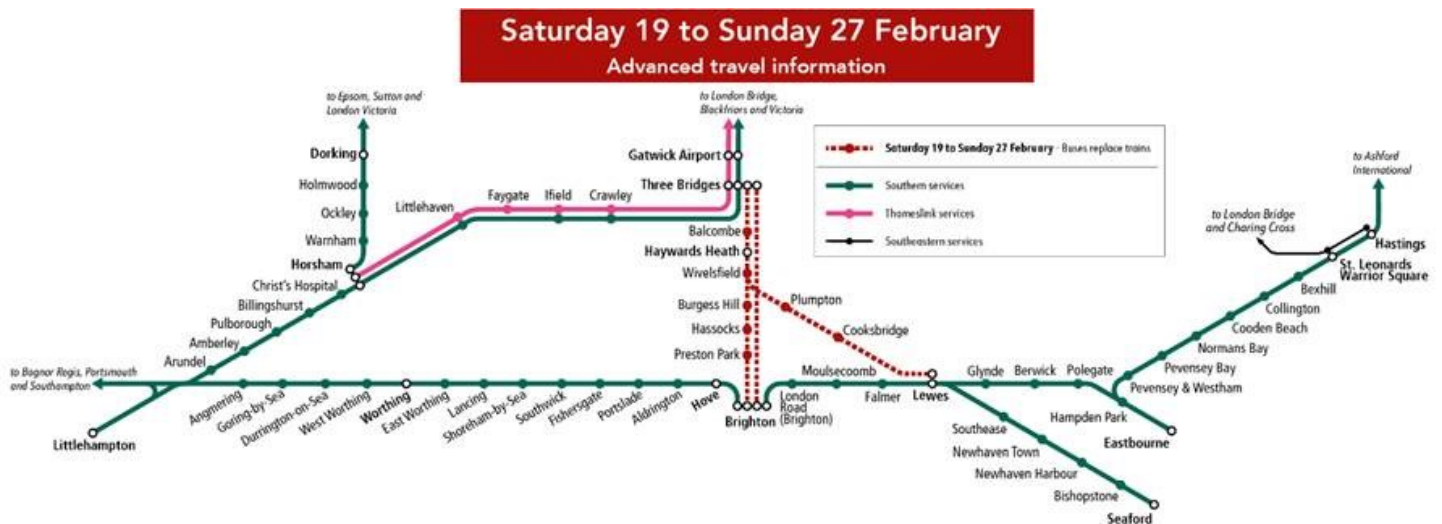 Saturday 19 to Sunday 27 February
Advanced travel information
to Epsom, Sutton and
London Victoria
to London Bridge,
Blackfriars and Victoria
Saturday 19 to Sunday 27 February - Buses replace trains
Southern services
Thameslink services
Southeastern services
to Ashford
International
to London Bridge
and Charing Cross
Dorking
Holmwood
Ockley
Warnham
Horsham
Christ's Hospital
Billingshurst
Pulborough
Amberley
Arundel
Littlehaven
Faygate
Ifield
Crawley
Gatwick Airport
Three Bridges
Balcombe
Haywards Heath
Wivelsfield
Burgess Hill
Hassocks
Preston Park
Plumpton
Cooksbridge
Hastings
St. Leonards
Warrior Square
Bexhill
Collington
Cooden Beach
Normans Bay
Pevensey Bay
Pevensey & Westham
to Bognor Regis, Portsmouth
and Southampton
Littlehampton
Angmering
Goring-by-Sea
Durrington-on-Sea
West Worthing
Worthing
East Worthing
Lancing
Shoreham-by-Sea
Southwick
Fishersgate
Portslade
Aldrington
Hove
Brighton
London
Road
(Brighton)
Moulsecoomb
Falmer
Lewes
Glynde
Berwick
Polegate
Hampden Park
Eastbourne
Southease
Newhaven Town
Newhaven Harbour
Bishopstone
Seaford